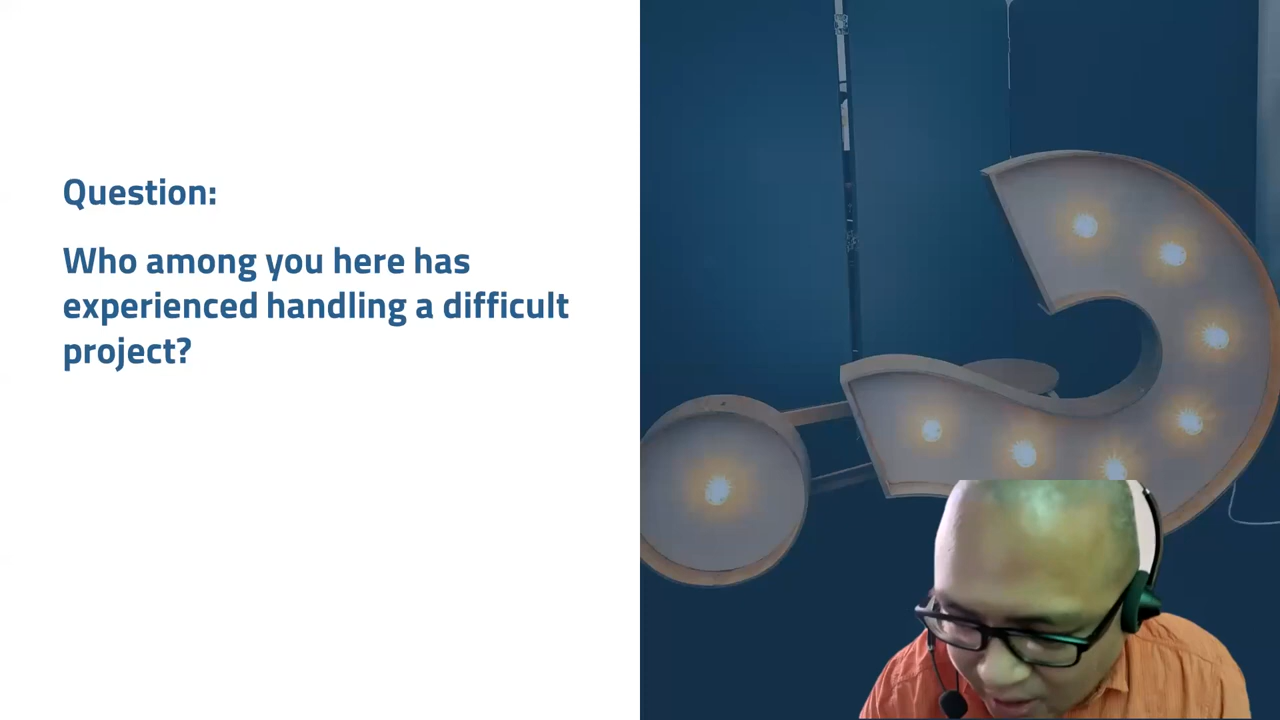 Question:
Who among you here has
experienced handling a difficult
project?